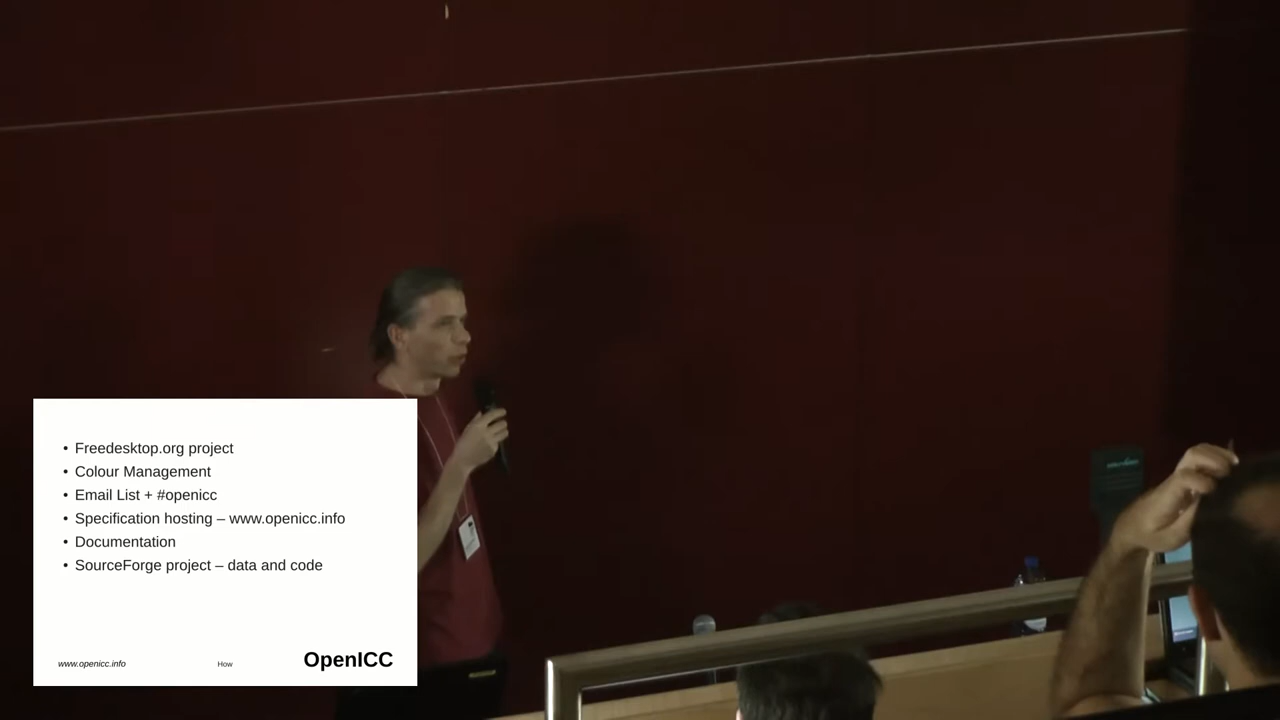 • Freedesktop.org project
• Colour Management
• Email List + #openicc
• Specification hosting – www.openicc.info
• Documentation
• SourceForge project – data and code
www.openicc.info How OpenICC